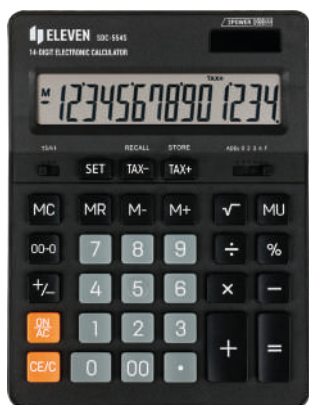 ELEVEN SDC-554S
14-DIGIT ELECTRONIC CALCULATOR
TAX+
M
- 12345678901234.
RECALL STORE
SET TAX- TAX+
MC MR M- M+ √ MU
00→0 7 8 9 ÷ %
+/- 4 5 6 × −
ON/AC 1 2 3 + =
CE/C 0 00 •